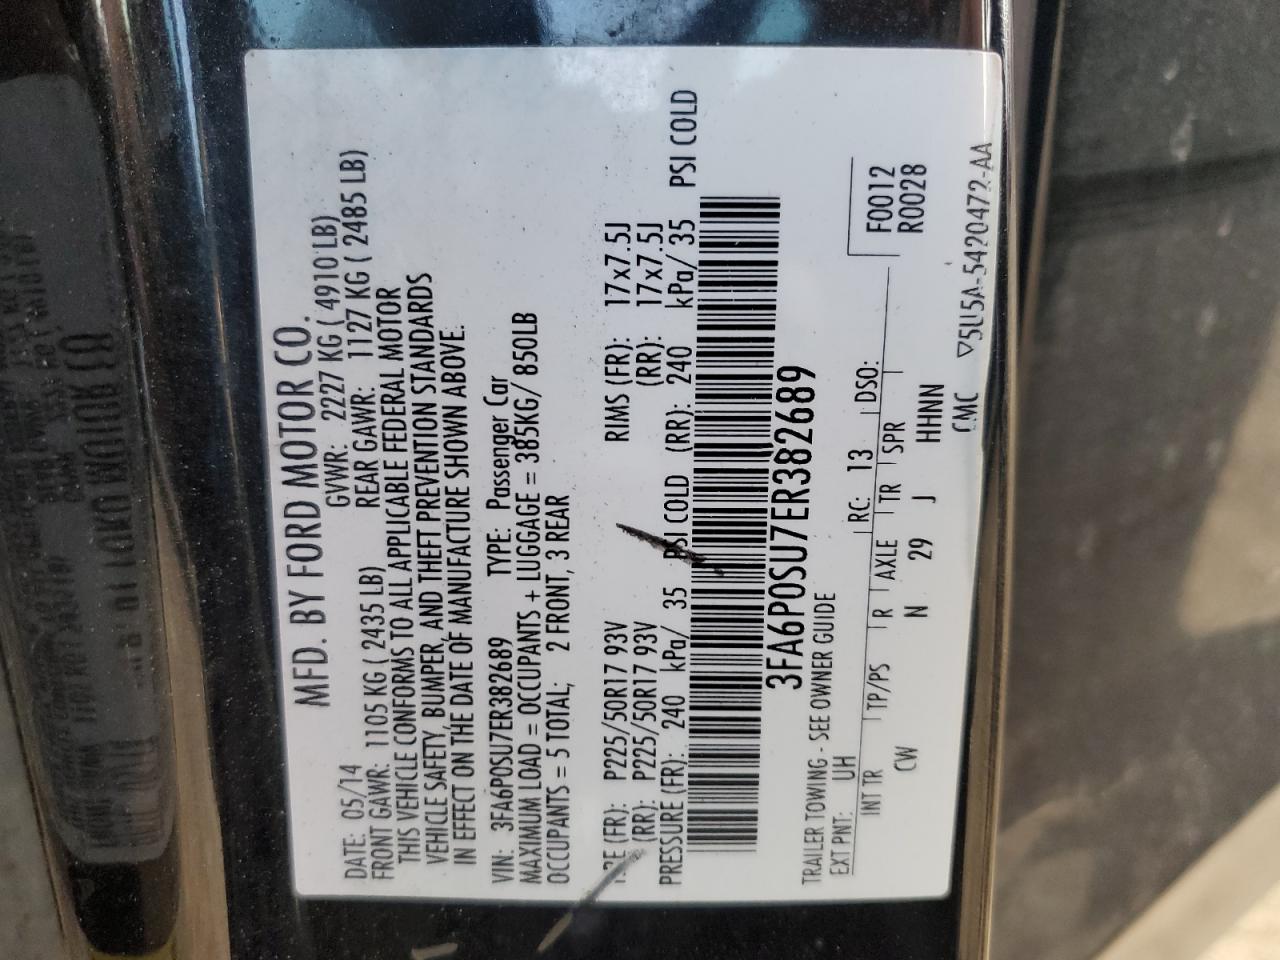 MFD. BY FORD MOTOR CO.
DATE: 05/14 GVWR: 2227 KG ( 4910 LB)
FRONT GAWR: 1105 KG ( 2435 LB) REAR GAWR: 1127 KG ( 2485 LB)
THIS VEHICLE CONFORMS TO ALL APPLICABLE FEDERAL MOTOR
VEHICLE SAFETY, BUMPER, AND THEFT PREVENTION STANDARDS
IN EFFECT ON THE DATE OF MANUFACTURE SHOWN ABOVE.
VIN: 3FA6P0SU7ER382689 TYPE: Passenger Car
MAXIMUM LOAD = OCCUPANTS + LUGGAGE = 385KG/ 850LB
OCCUPANTS = 5 TOTAL, 2 FRONT, 3 REAR
TIRE (FR): P225/50R17 93V RIMS (FR): 17x7.5J
(RR): P225/50R17 93V (RR): 17x7.5J
PRESSURE (FR): 240 kPa/ 35 PSI COLD (RR): 240 kPa/ 35 PSI COLD
3FA6P0SU7ER382689
TRAILER TOWING - SEE OWNER GUIDE
EXT PNT: UH RC: 13 DSO: F0012
INT TR TP/PS R AXLE TR SPR R0028
CW N 29 J HHNN
CMC ▽5U5A-5420472-AA